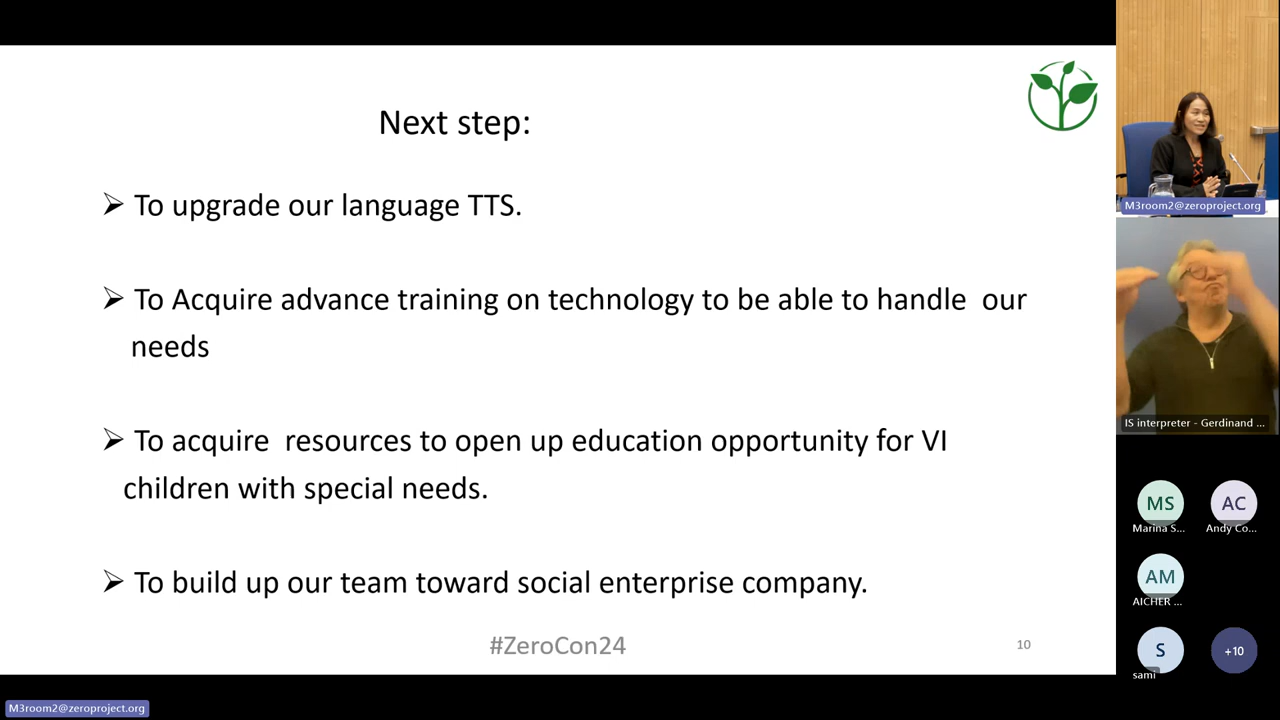 Next step:
➢ To upgrade our language TTS.
➢ To Acquire advance training on technology to be able to handle  our
needs
➢ To acquire  resources to open up education opportunity for VI
children with special needs.
➢ To build up our team toward social enterprise company.
#ZeroCon24
10
M3room2@zeroproject.org
IS interpreter - Gerdinand ...
MS
Marina S...
AC
Andy Co...
AM
AICHER ...
S
sami
+10
M3room2@zeroproject.org